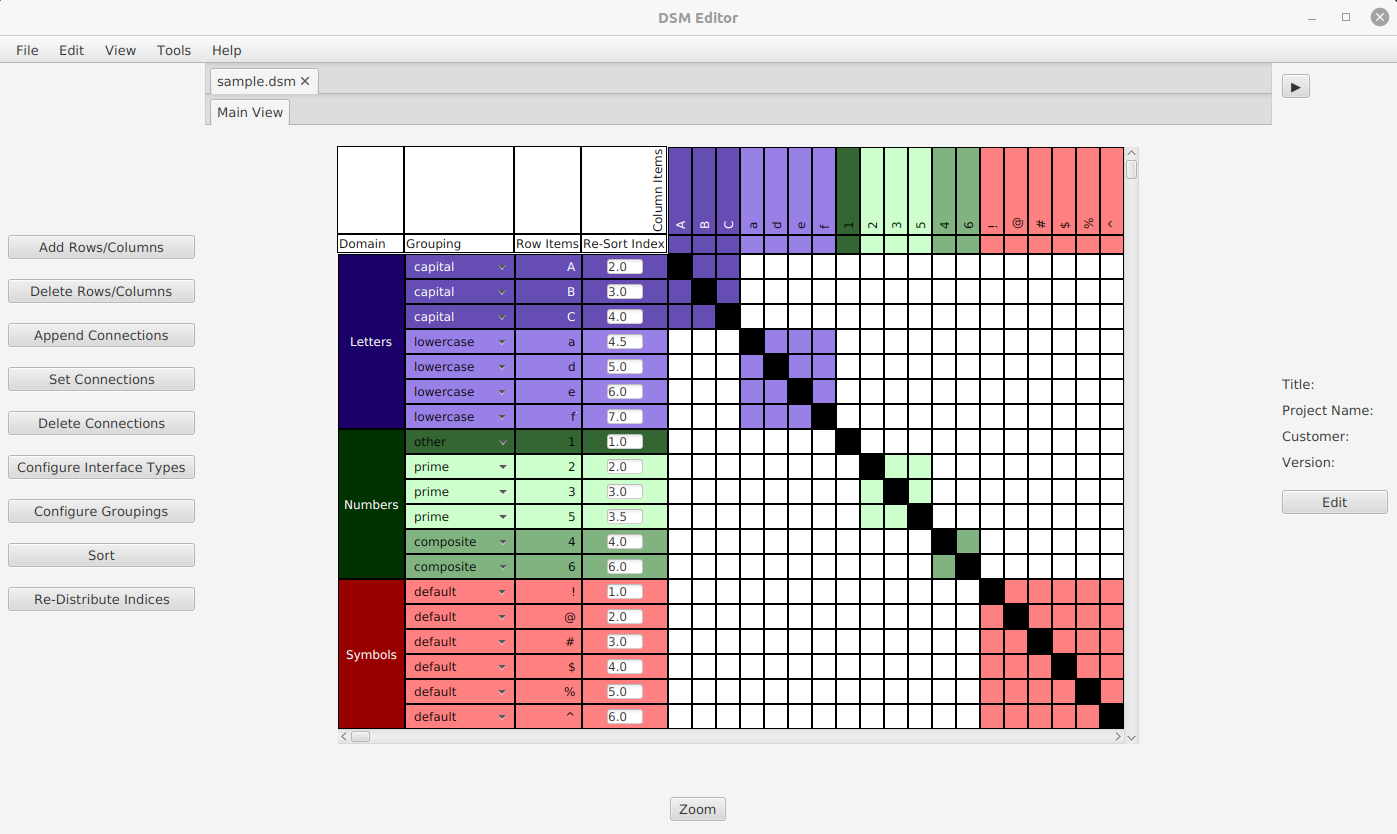 DSM Editor
File Edit View Tools Help
sample.dsm ✕
Main View
Add Rows/Columns
Delete Rows/Columns
Append Connections
Set Connections
Delete Connections
Configure Interface Types
Configure Groupings
Sort
Re-Distribute Indices
Column Items A B C a d e f 1 2 3 5 4 6 ! @ # $ % ^
Domain Grouping Row Items Re-Sort Index
Letters
capital A 2.0
capital B 3.0
capital C 4.0
lowercase a 4.5
lowercase d 5.0
lowercase e 6.0
lowercase f 7.0
Numbers
other 1 1.0
prime 2 2.0
prime 3 3.0
prime 5 3.5
composite 4 4.0
composite 6 6.0
Symbols
default ! 1.0
default @ 2.0
default # 3.0
default $ 4.0
default % 5.0
default ^ 6.0
Title:
Project Name:
Customer:
Version:
Edit
Zoom